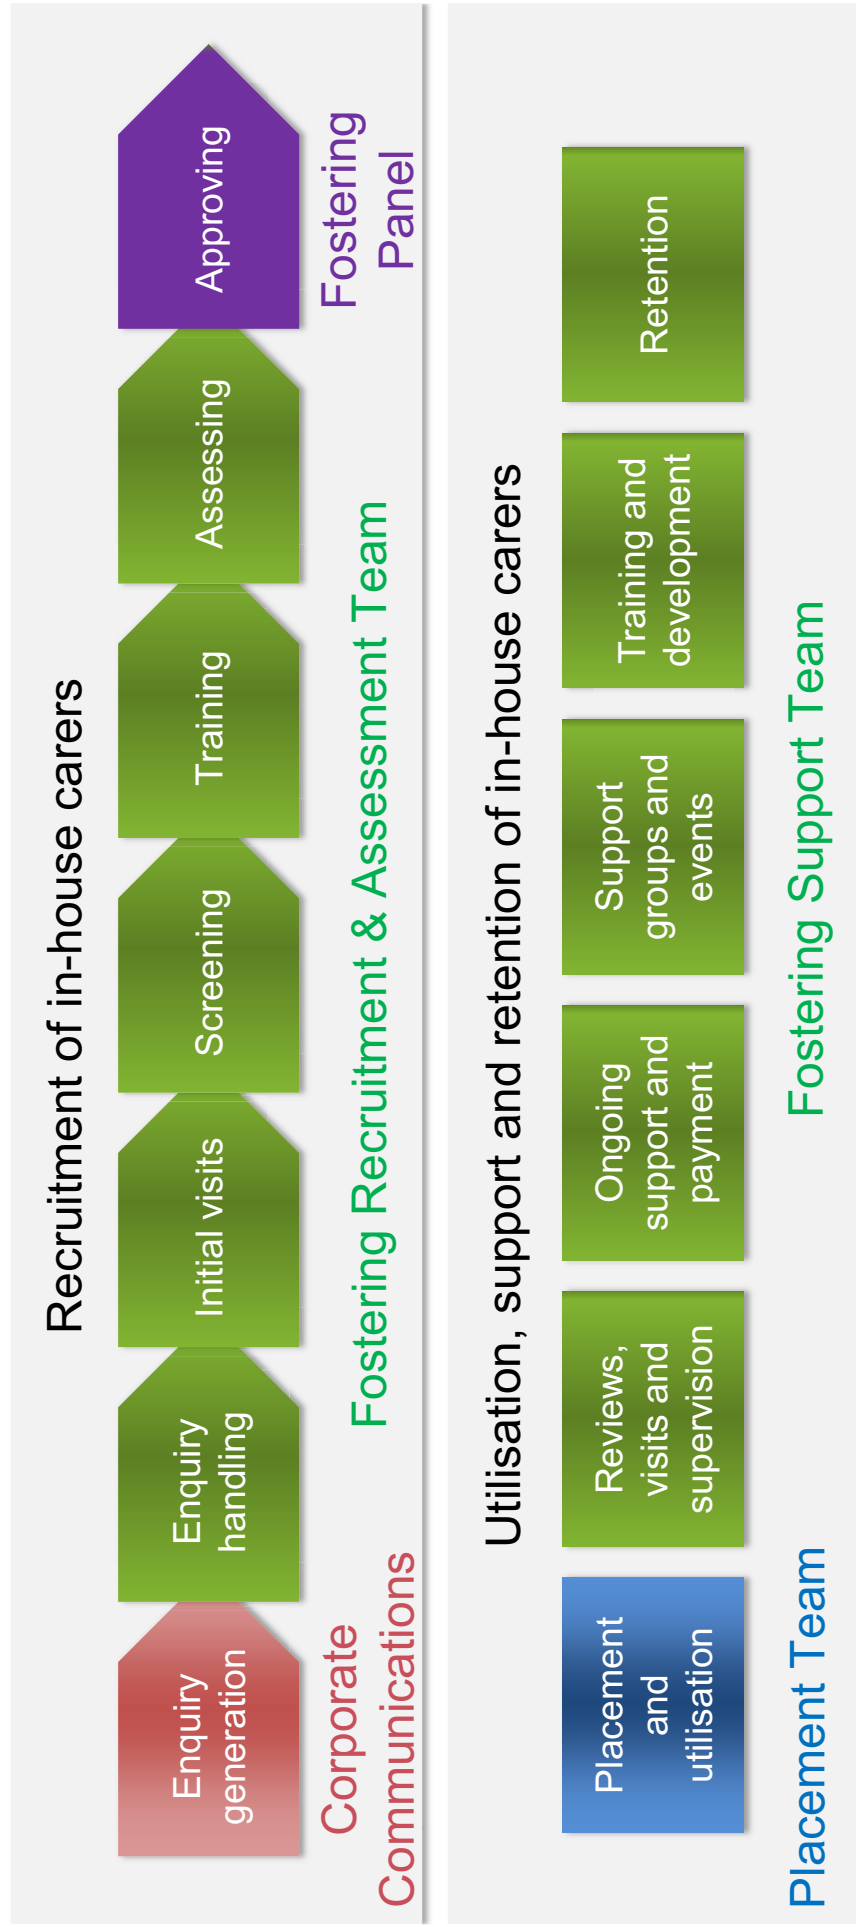 Recruitment of in-house carers
Enquiry
generation
Enquiry
handling
Initial visits
Screening
Training
Assessing
Approving
Corporate
Communications
Fostering Recruitment & Assessment Team
Fostering
Panel
Utilisation, support and retention of in-house carers
Placement
and
utilisation
Reviews,
visits and
supervision
Ongoing
support and
payment
Support
groups and
events
Training and
development
Retention
Placement Team
Fostering Support Team